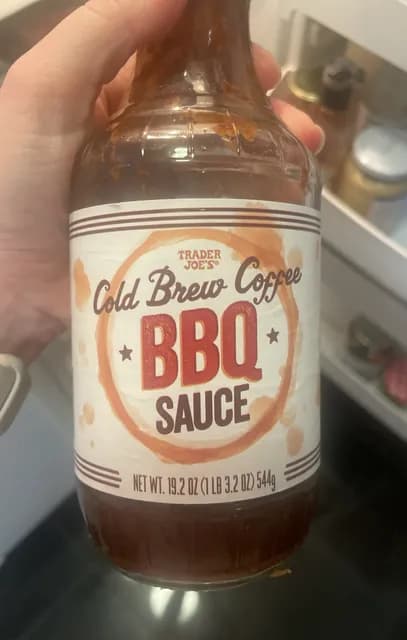 TRADER
JOE'S®
Cold Brew Coffee
BBQ
SAUCE
NET WT. 19.2 OZ (1 LB 3.2 OZ) 544g